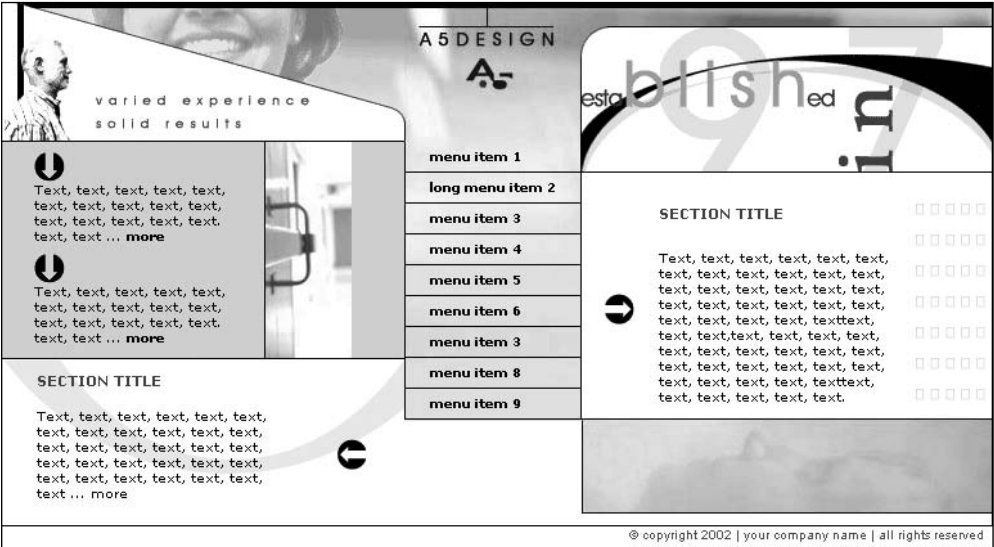 A5DESIGN
varied experience
solid results
established
in
97
Text, text, text, text, text,
text, text, text, text, text,
text, text, text, text, text.
text, text ... more
Text, text, text, text, text,
text, text, text, text, text,
text, text, text, text, text.
text, text ... more
SECTION TITLE
Text, text, text, text, text, text,
text, text, text, text, text, text,
text, text, text, text, text, text,
text, text, text, text, text, text,
text, text, text, text, text, text,
text ... more
menu item 1
long menu item 2
menu item 3
menu item 4
menu item 5
menu item 6
menu item 3
menu item 8
menu item 9
SECTION TITLE
Text, text, text, text, text, text,
text, text, text, text, text, text,
text, text, text, text, text, text,
text, text, text, text, text, text,
text, text, text, text, texttext,
text, text,text, text, text, text,
text, text, text, text, text, text,
text, text, text, text, text, text,
text, text, text, text, texttext,
text, text, text, text, text.
© copyright 2002 | your company name | all rights reserved